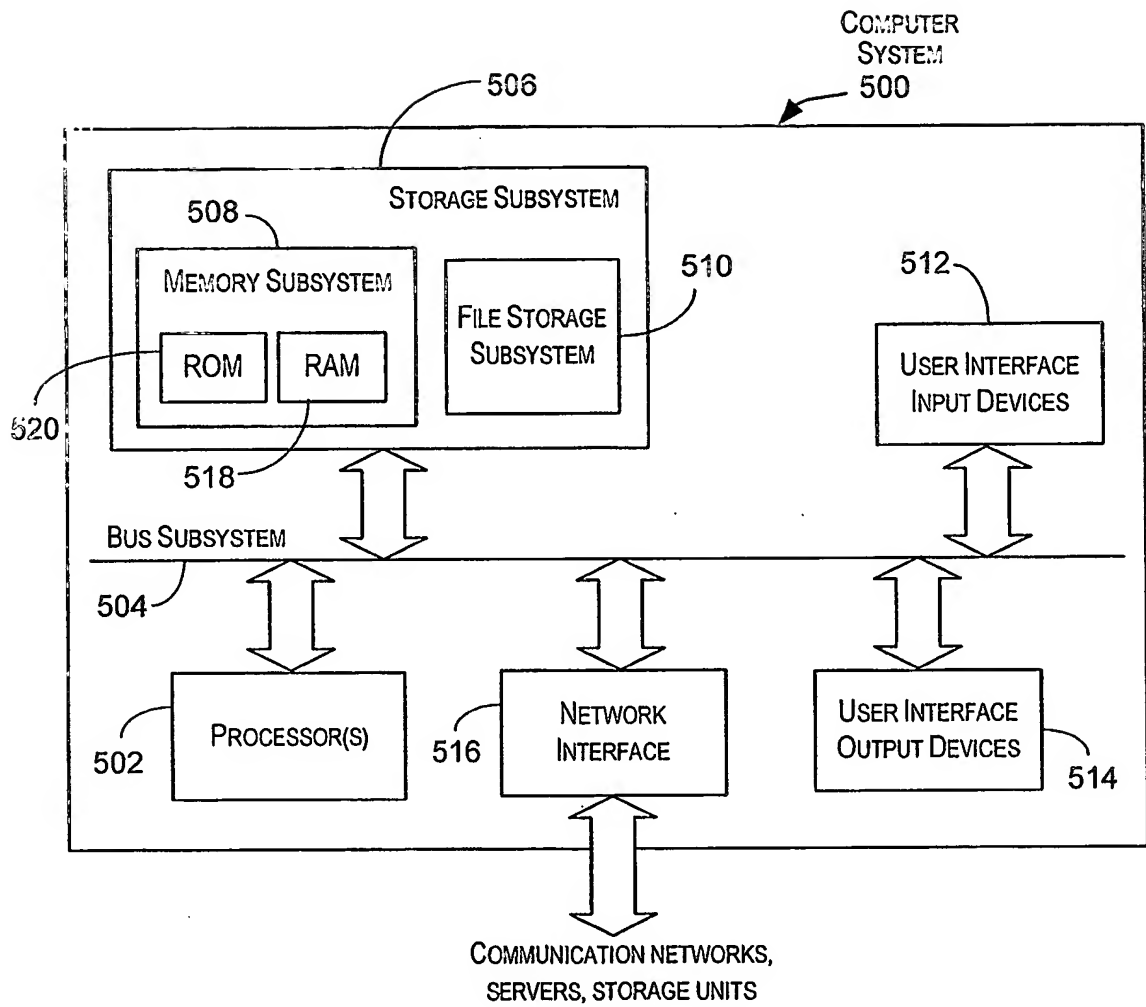 COMPUTER
SYSTEM
500
506
STORAGE SUBSYSTEM
508
MEMORY SUBSYSTEM
510
FILE STORAGE
SUBSYSTEM
512
USER INTERFACE
INPUT DEVICES
ROM
RAM
520
518
BUS SUBSYSTEM
504
PROCESSOR(S)
502
NETWORK
INTERFACE
516
USER INTERFACE
OUTPUT DEVICES
514
COMMUNICATION NETWORKS,
SERVERS, STORAGE UNITS